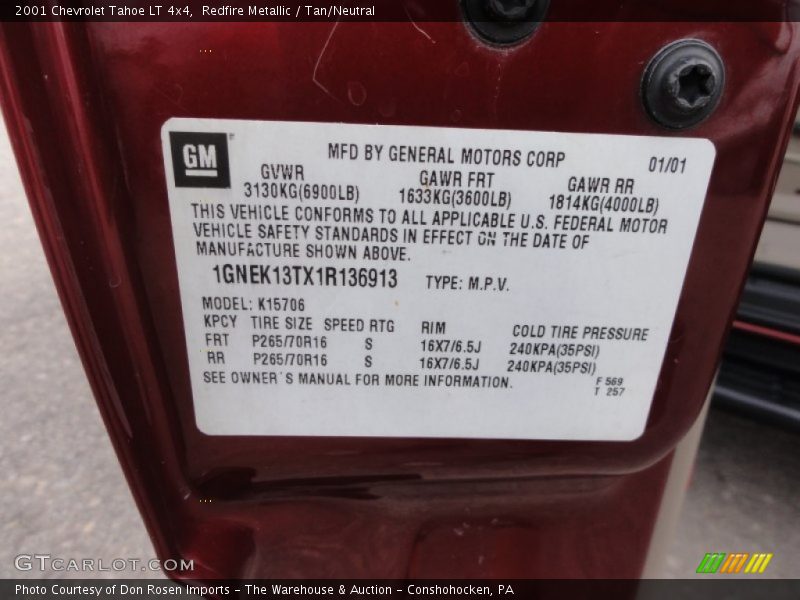 2001 Chevrolet Tahoe LT 4x4, Redfire Metallic / Tan/Neutral
GM
MFD BY GENERAL MOTORS CORP 01/01
GVWR GAWR FRT GAWR RR
3130KG(6900LB) 1633KG(3600LB) 1814KG(4000LB)
THIS VEHICLE CONFORMS TO ALL APPLICABLE U.S. FEDERAL MOTOR
VEHICLE SAFETY STANDARDS IN EFFECT ON THE DATE OF
MANUFACTURE SHOWN ABOVE.
1GNEK13TX1R136913 TYPE: M.P.V.
MODEL: K15706
KPCY TIRE SIZE SPEED RTG RIM COLD TIRE PRESSURE
FRT P265/70R16 S 16X7/6.5J 240KPA(35PSI)
RR P265/70R16 S 16X7/6.5J 240KPA(35PSI)
SEE OWNER'S MANUAL FOR MORE INFORMATION. F 569
T 257
GTCARLOT.COM
Photo Courtesy of Don Rosen Imports - The Warehouse & Auction - Conshohocken, PA